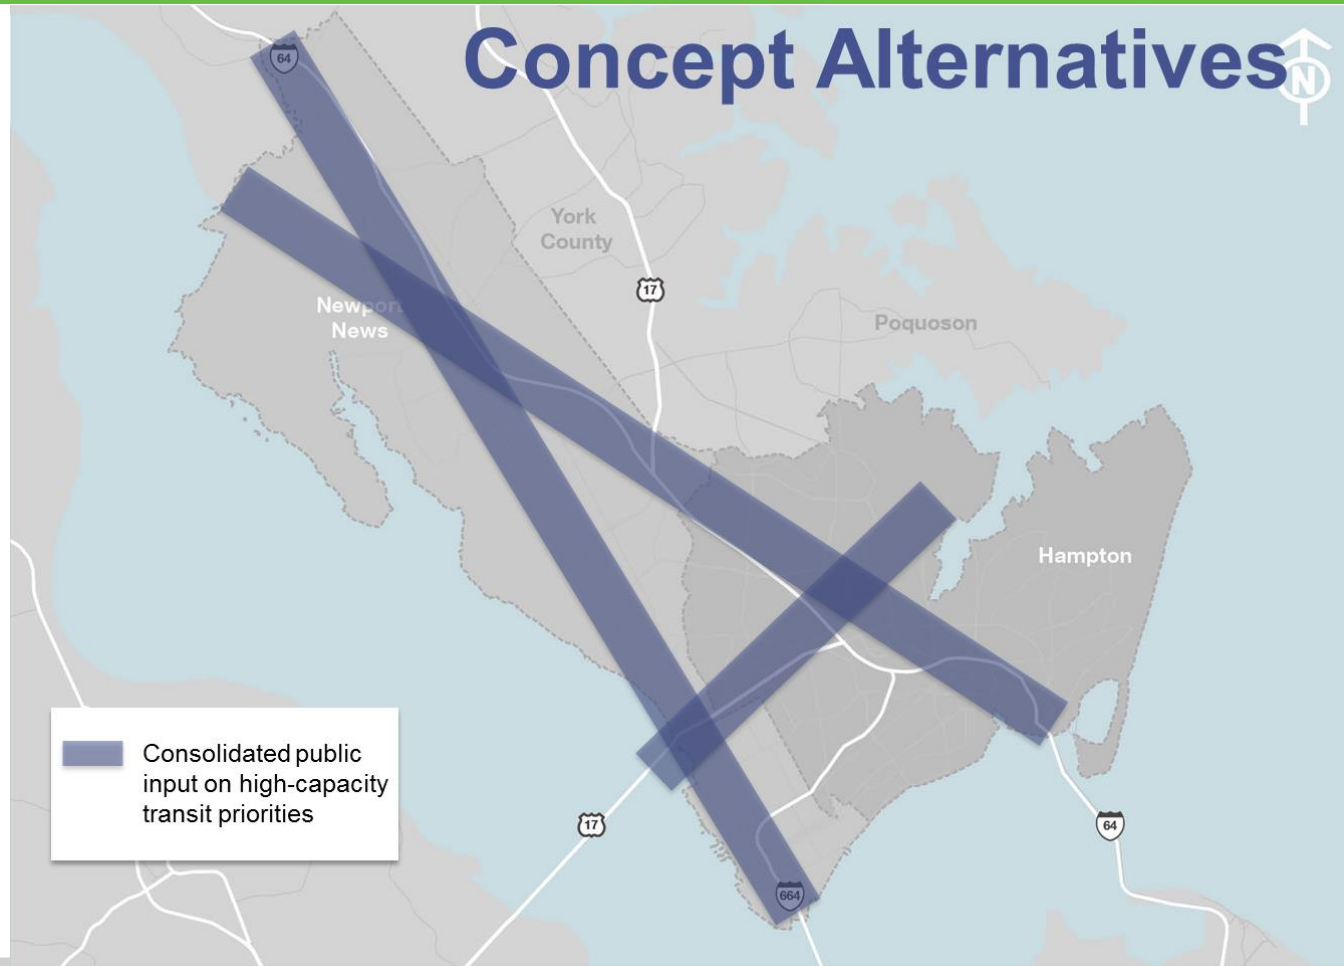 Concept Alternatives
N
64
York
County
17
Newport
News
Poquoson
Hampton
Consolidated public
input on high-capacity
transit priorities
17
64
664